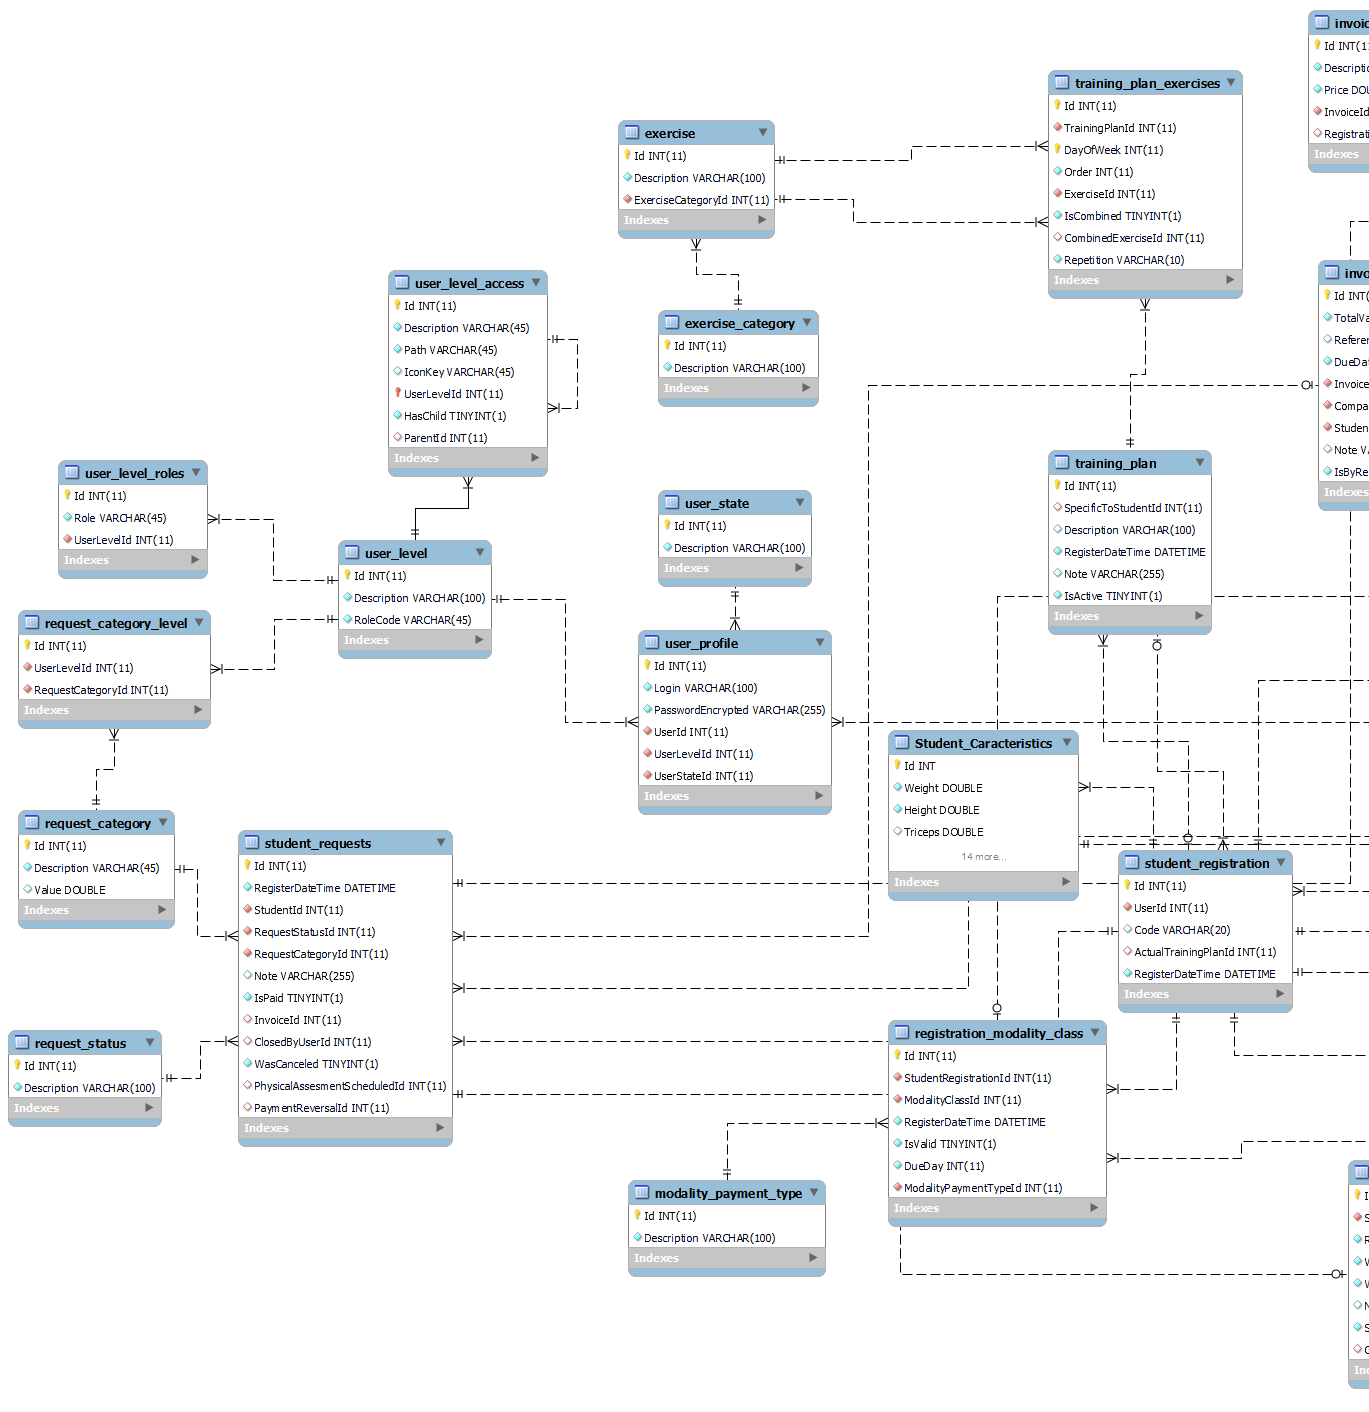 invoic
Id INT(1
Descriptic
Price DOU
InvoiceId
Registrati
Indexes
training_plan_exercises
Id INT(11)
TrainingPlanId INT(11)
DayOfWeek INT(11)
Order INT(11)
ExerciseId INT(11)
IsCombined TINYINT(1)
CombinedExerciseId INT(11)
Repetition VARCHAR(10)
Indexes
exercise
Id INT(11)
Description VARCHAR(100)
ExerciseCategoryId INT(11)
Indexes
user_level_access
Id INT(11)
Description VARCHAR(45)
Path VARCHAR(45)
IconKey VARCHAR(45)
UserLevelId INT(11)
HasChild TINYINT(1)
ParentId INT(11)
Indexes
exercise_category
Id INT(11)
Description VARCHAR(100)
Indexes
invo
Id INT(
TotalVa
Referer
DueDat
Invoice
Compa
Studen
Note V
IsByRe
Indexes
user_level_roles
Id INT(11)
Role VARCHAR(45)
UserLevelId INT(11)
Indexes
user_state
Id INT(11)
Description VARCHAR(100)
Indexes
training_plan
Id INT(11)
SpecificToStudentId INT(11)
Description VARCHAR(100)
RegisterDateTime DATETIME
Note VARCHAR(255)
IsActive TINYINT(1)
Indexes
user_level
Id INT(11)
Description VARCHAR(100)
RoleCode VARCHAR(45)
Indexes
request_category_level
Id INT(11)
UserLevelId INT(11)
RequestCategoryId INT(11)
Indexes
user_profile
Id INT(11)
Login VARCHAR(100)
PasswordEncrypted VARCHAR(255)
UserId INT(11)
UserLevelId INT(11)
UserStateId INT(11)
Indexes
Student_Caracteristics
Id INT
Weight DOUBLE
Height DOUBLE
Triceps DOUBLE
14 more...
Indexes
request_category
Id INT(11)
Description VARCHAR(45)
Value DOUBLE
Indexes
student_requests
Id INT(11)
RegisterDateTime DATETIME
StudentId INT(11)
RequestStatusId INT(11)
RequestCategoryId INT(11)
Note VARCHAR(255)
IsPaid TINYINT(1)
InvoiceId INT(11)
ClosedByUserId INT(11)
WasCanceled TINYINT(1)
PhysicalAssesmentScheduledId INT(11)
PaymentReversalId INT(11)
Indexes
student_registration
Id INT(11)
UserId INT(11)
Code VARCHAR(20)
ActualTrainingPlanId INT(11)
RegisterDateTime DATETIME
Indexes
request_status
Id INT(11)
Description VARCHAR(100)
Indexes
registration_modality_class
Id INT(11)
StudentRegistrationId INT(11)
ModalityClassId INT(11)
RegisterDateTime DATETIME
IsValid TINYINT(1)
DueDay INT(11)
ModalityPaymentTypeId INT(11)
Indexes
modality_payment_type
Id INT(11)
Description VARCHAR(100)
Indexes